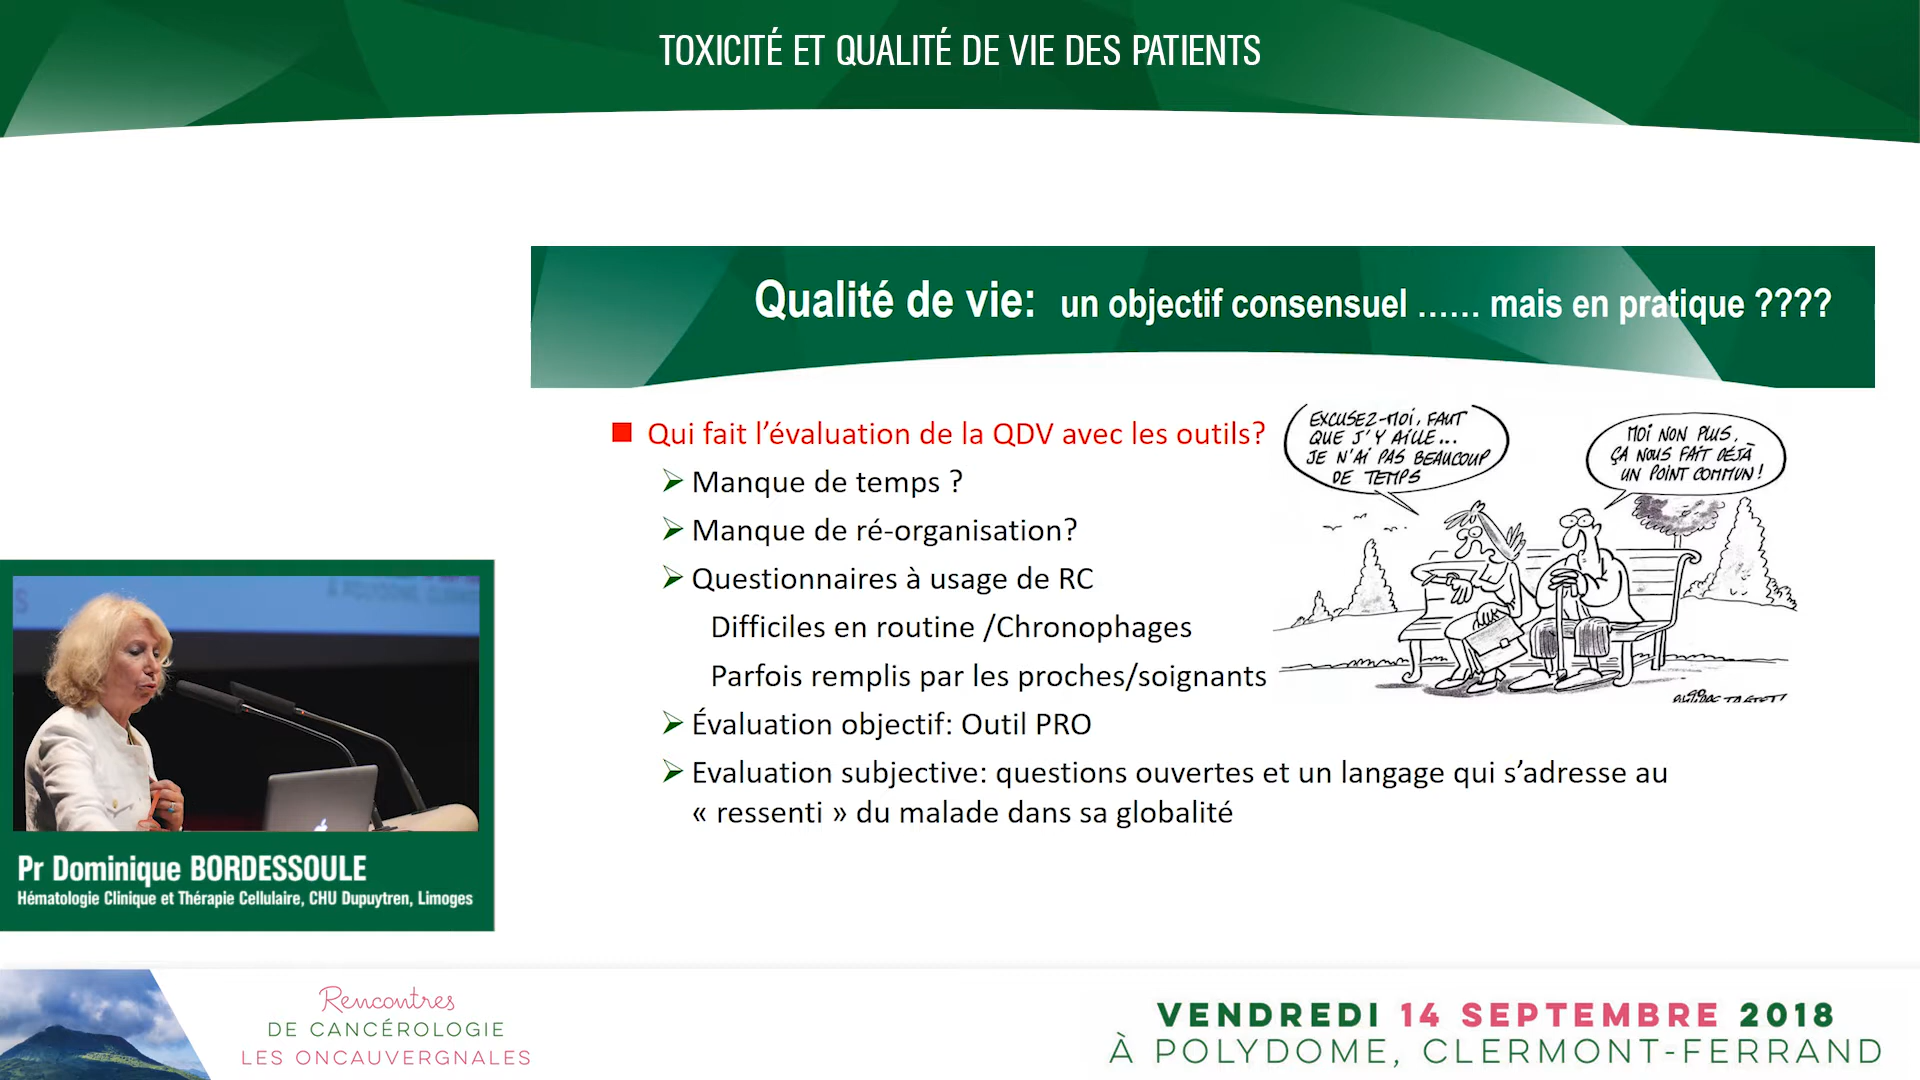 TOXICITÉ ET QUALITÉ DE VIE DES PATIENTS
Qualité de vie: un objectif consensuel …… mais en pratique ????
Qui fait l’évaluation de la QDV avec les outils?
Manque de temps ?
Manque de ré-organisation?
Questionnaires à usage de RC
Difficiles en routine /Chronophages
Parfois remplis par les proches/soignants
Évaluation objectif: Outil PRO
Evaluation subjective: questions ouvertes et un langage qui s’adresse au
« ressenti » du malade dans sa globalité
EXCUSEZ-MOI, FAUT
QUE J'Y AILLE...
JE N'AI PAS BEAUCOUP
DE TEMPS
MOI NON PLUS,
ÇA NOUS FAIT DÉJÀ
UN POINT COMMUN!
Pr Dominique BORDESSOULE
Hématologie Clinique et Thérapie Cellulaire, CHU Dupuytren, Limoges
Rencontres
DE CANCÉROLOGIE
LES ONCAUVERGNALES
VENDREDI 14 SEPTEMBRE 2018
À POLYDOME, CLERMONT-FERRAND